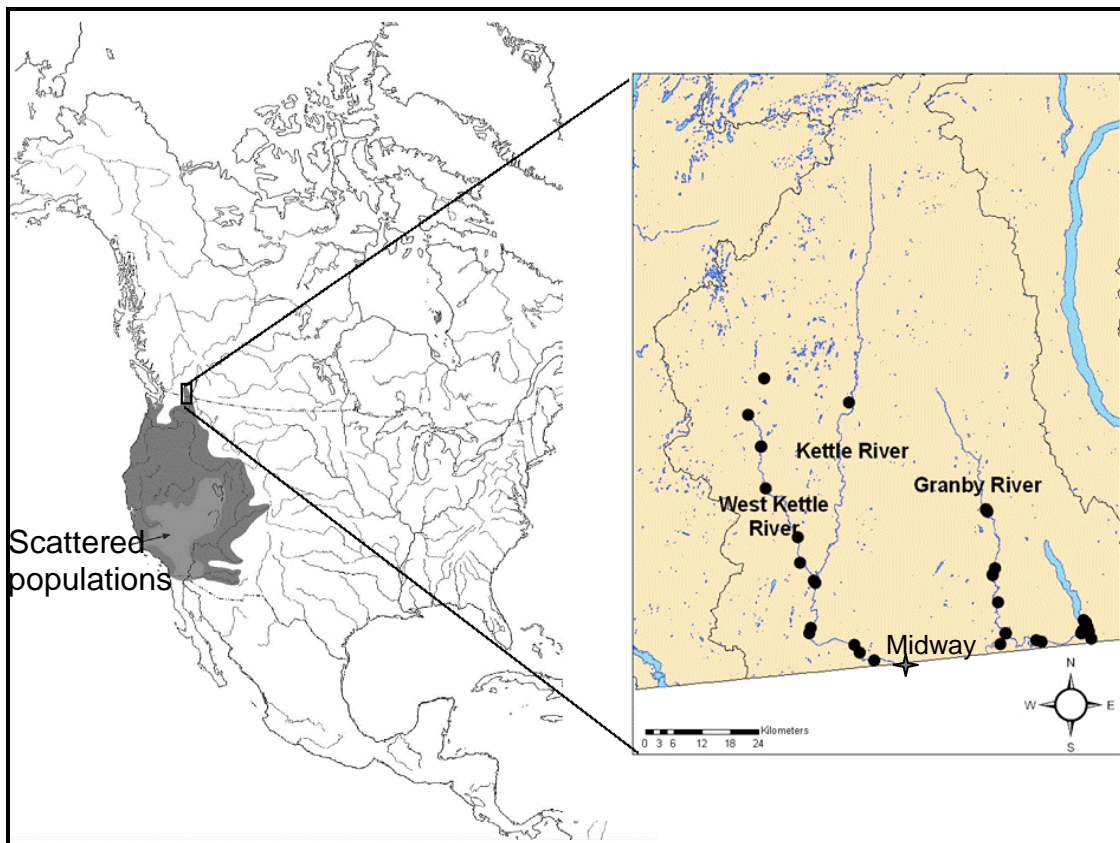 Scattered
populations
Kettle River
West Kettle
River
Granby River
Midway
N
W
E
S
Kilometers
0 3 6 12 18 24